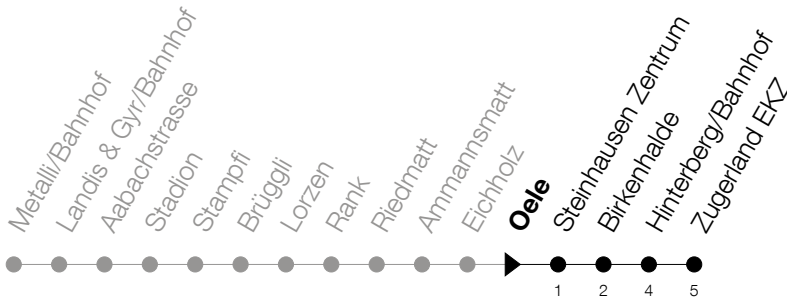 Metalli/Bahnhof
Landis & Gyr/Bahnhof
Aabachstrasse
Stadion
Stampfi
Brüggli
Lorzen
Rank
Riedmatt
Ammannsmatt
Eichholz
Oele
Steinhausen Zentrum
Birkenhalde
Hinterberg/Bahnhof
Zugerland EKZ
1 2 4 5